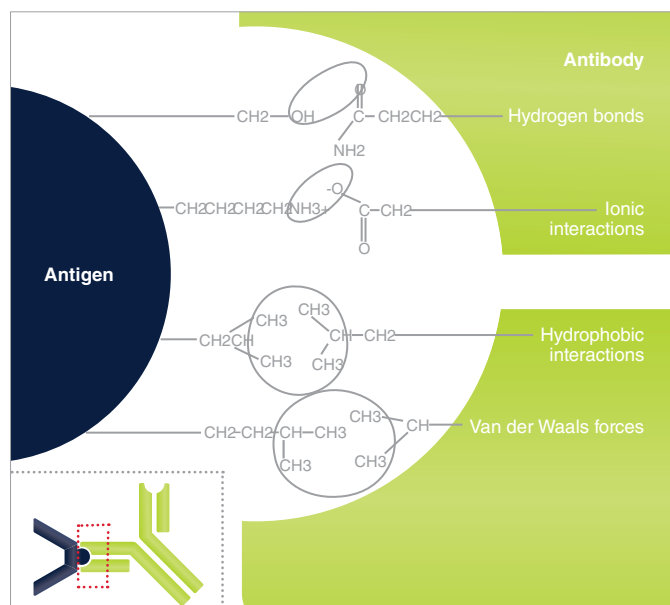 Antibody
O
CH2 OH C CH2CH2 Hydrogen bonds
NH2
-O
CH2CH2CH2CH2NH3+ C CH2 Ionic
interactions
O
Antigen
CH3 CH3
CH2CH CH CH2 Hydrophobic
interactions
CH3 CH3
CH3
CH2 CH2 CH CH3 CH Van der Waals forces
CH3 CH3